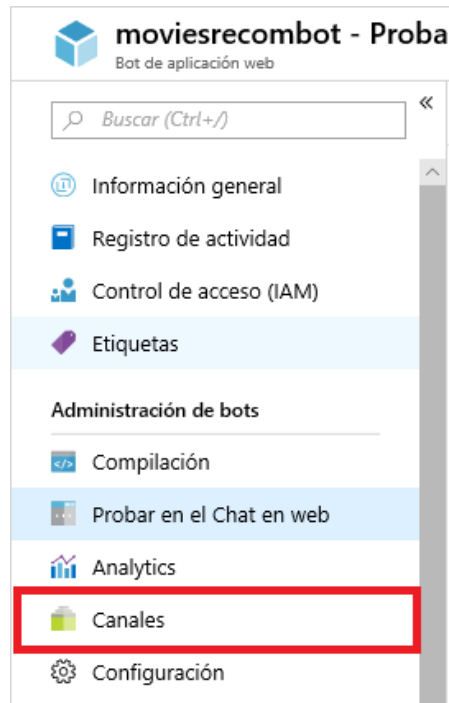 moviesrecombot - Proba
Bot de aplicación web
Buscar (Ctrl+/)
Información general
Registro de actividad
Control de acceso (IAM)
Etiquetas
Administración de bots
Compilación
Probar en el Chat en web
Analytics
Canales
Configuración